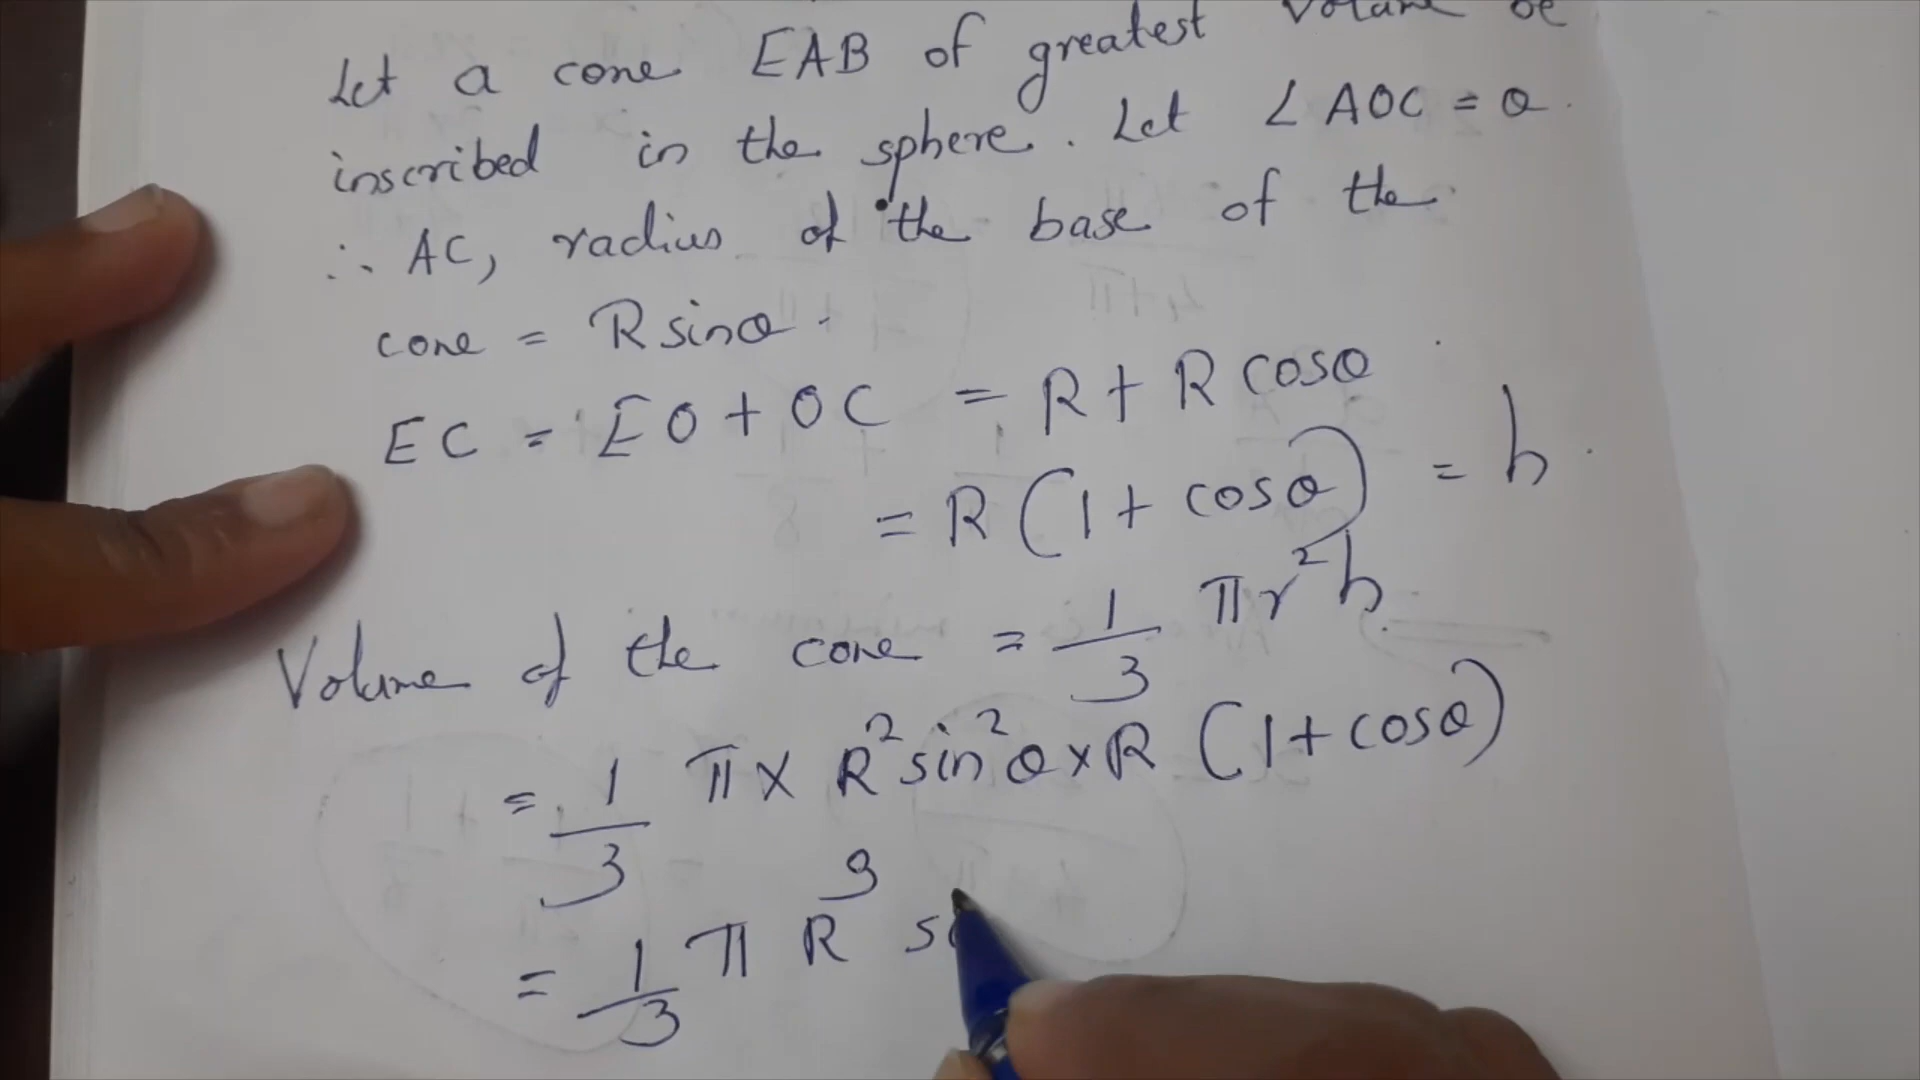 Let a cone EAB of greatest volume be
inscribed in the sphere. Let ∠AOC = θ.
∴ AC, radius of the base of the
cone = R sinθ.
EC = EO + OC = R + R cosθ
= R (1 + cosθ) = h.
Volume of the cone = 1/3 πr²h.
= 1/3 π × R² sin²θ × R (1 + cosθ)
= 1/3 π R³ s